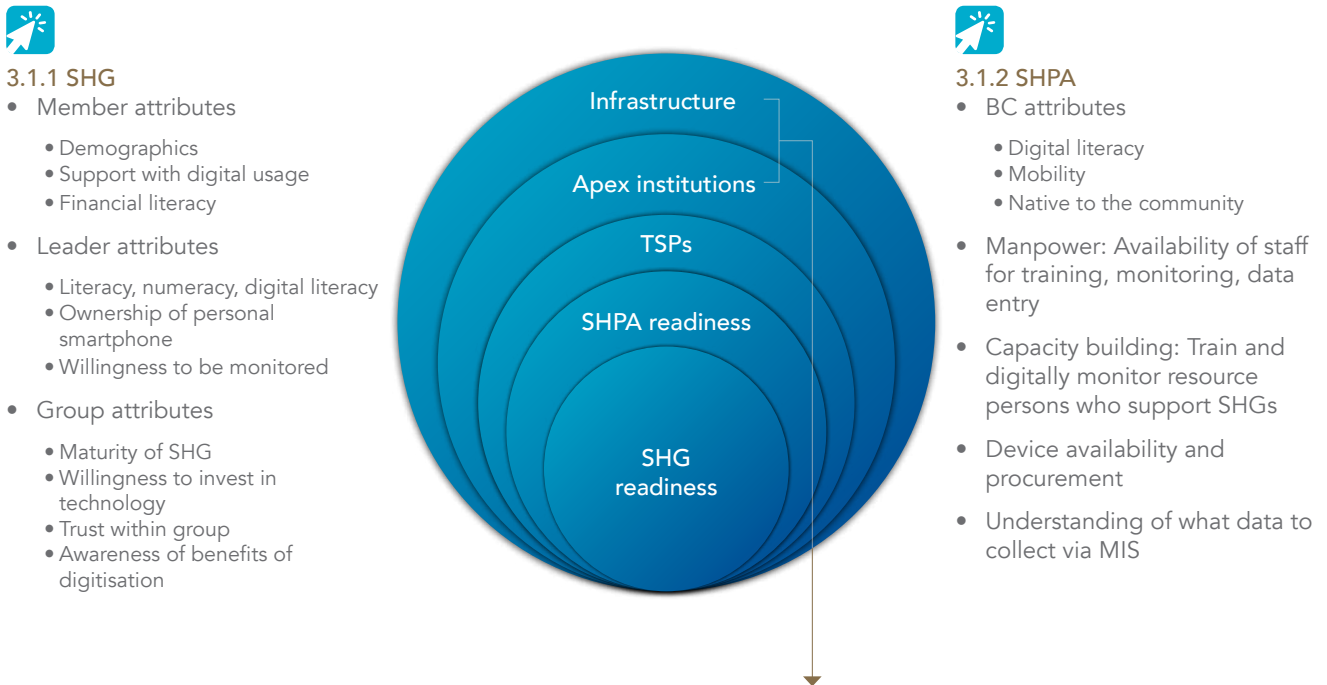 3.1.1 SHG
• Member attributes
• Demographics
• Support with digital usage
• Financial literacy
• Leader attributes
• Literacy, numeracy, digital literacy
• Ownership of personal
smartphone
• Willingness to be monitored
• Group attributes
• Maturity of SHG
• Willingness to invest in
technology
• Trust within group
• Awareness of benefits of
digitisation
Infrastructure
Apex institutions
TSPs
SHPA readiness
SHG
readiness
3.1.2 SHPA
• BC attributes
• Digital literacy
• Mobility
• Native to the community
• Manpower: Availability of staff
for training, monitoring, data
entry
• Capacity building: Train and
digitally monitor resource
persons who support SHGs
• Device availability and
procurement
• Understanding of what data to
collect via MIS